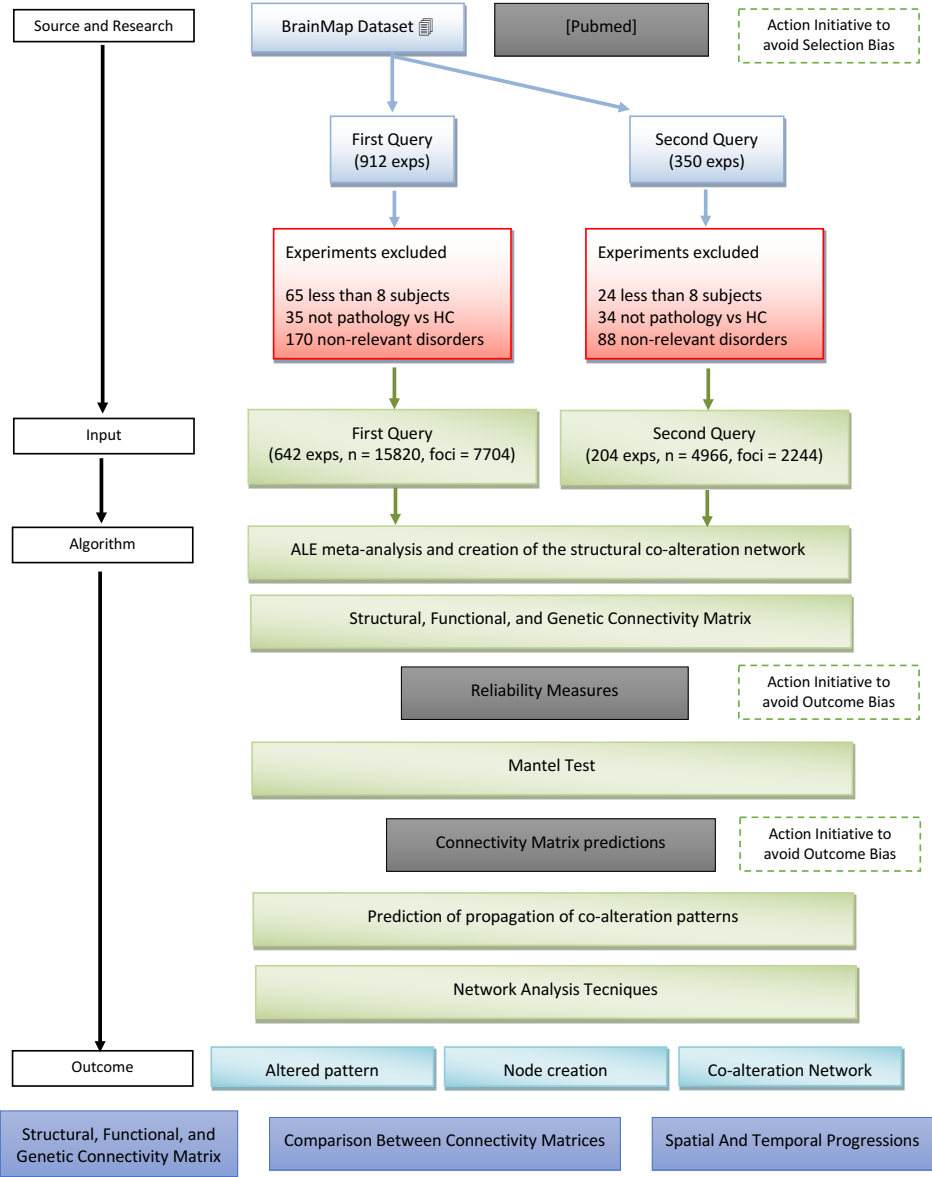 Source and Research
BrainMap Dataset
[Pubmed]
Action Initiative to
avoid Selection Bias
First Query
(912 exps)
Second Query
(350 exps)
Experiments excluded
65 less than 8 subjects
35 not pathology vs HC
170 non-relevant disorders
Experiments excluded
24 less than 8 subjects
34 not pathology vs HC
88 non-relevant disorders
Input
First Query
(642 exps, n = 15820, foci = 7704)
Second Query
(204 exps, n = 4966, foci = 2244)
Algorithm
ALE meta-analysis and creation of the structural co-alteration network
Structural, Functional, and Genetic Connectivity Matrix
Reliability Measures
Action Initiative to
avoid Outcome Bias
Mantel Test
Connectivity Matrix predictions
Action Initiative to
avoid Outcome Bias
Prediction of propagation of co-alteration patterns
Network Analysis Tecniques
Outcome
Altered pattern
Node creation
Co-alteration Network
Structural, Functional, and
Genetic Connectivity Matrix
Comparison Between Connectivity Matrices
Spatial And Temporal Progressions